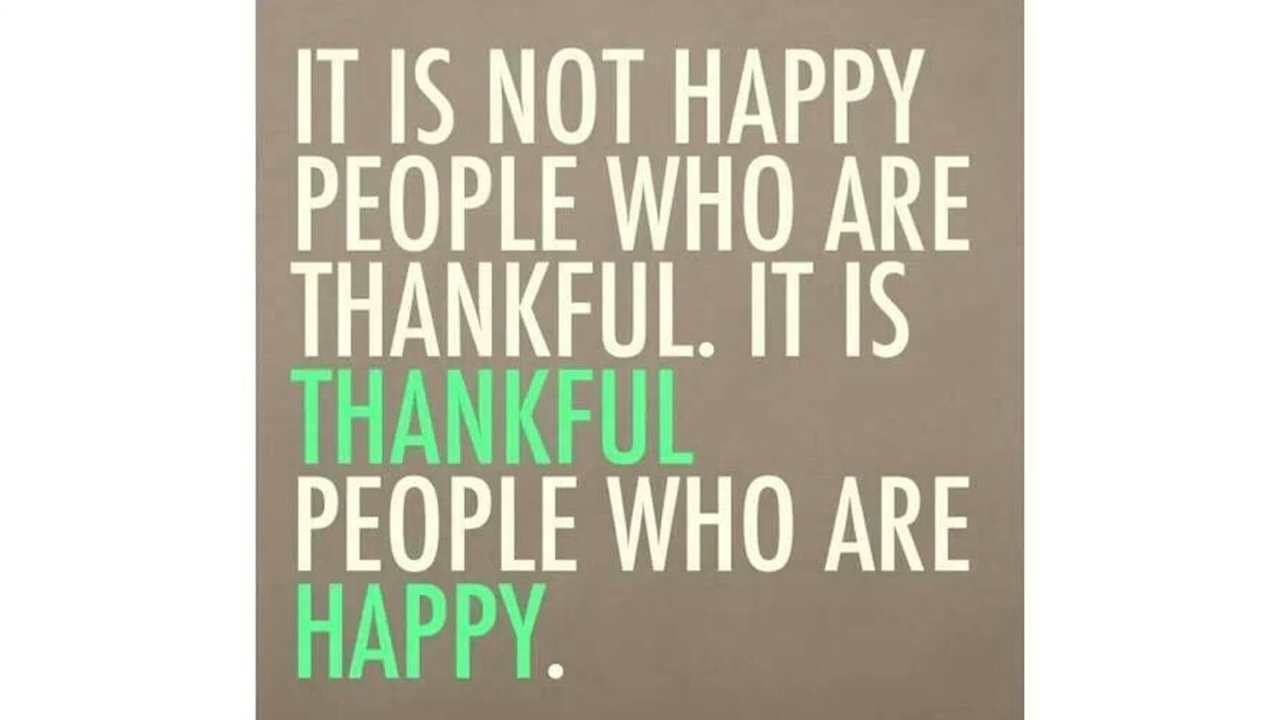 IT IS NOT HAPPY
PEOPLE WHO ARE
THANKFUL. IT IS
THANKFUL
PEOPLE WHO ARE
HAPPY.